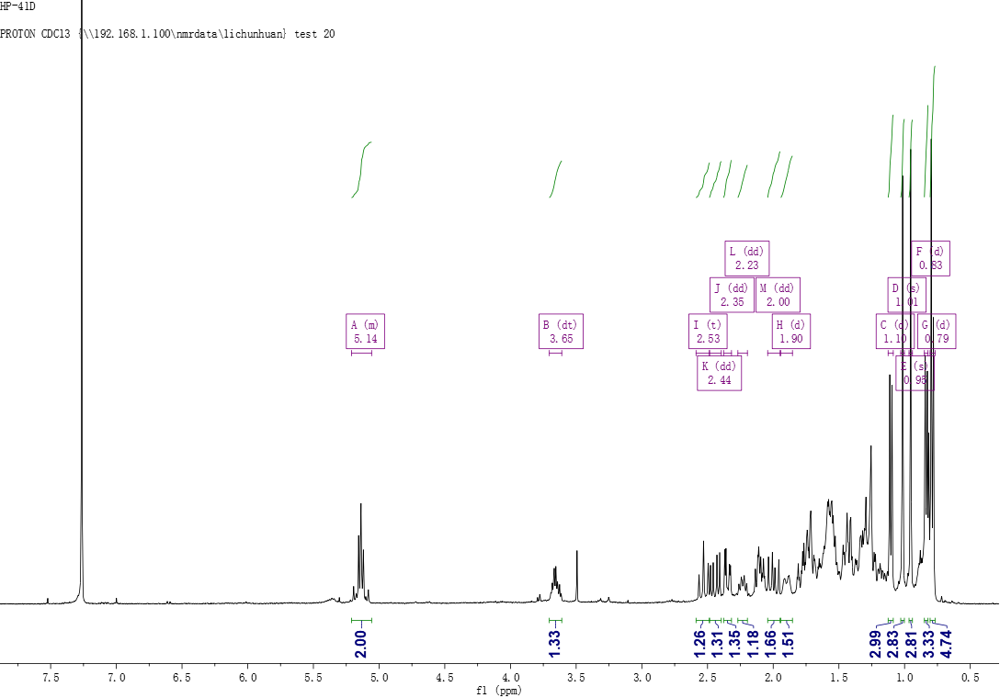 HP-41D
PROTON CDCl3 {\\192.168.1.100\nmrdata\lichunhuan} test 20
L (dd)
2.23
F (d)
0.83
J (dd)
2.35
M (dd)
2.00
D (s)
1.01
A (m)
5.14
B (dt)
3.65
I (t)
2.53
H (d)
1.90
C (d)
1.10
G (d)
0.79
K (dd)
2.44
E (s)
0.95
2.00
1.33
1.26
1.31
1.35
1.18
1.66
1.51
2.99
2.83
2.81
3.33
4.74
7.5 7.0 6.5 6.0 5.5 5.0 4.5 4.0 3.5 3.0 2.5 2.0 1.5 1.0 0.5
f1 (ppm)